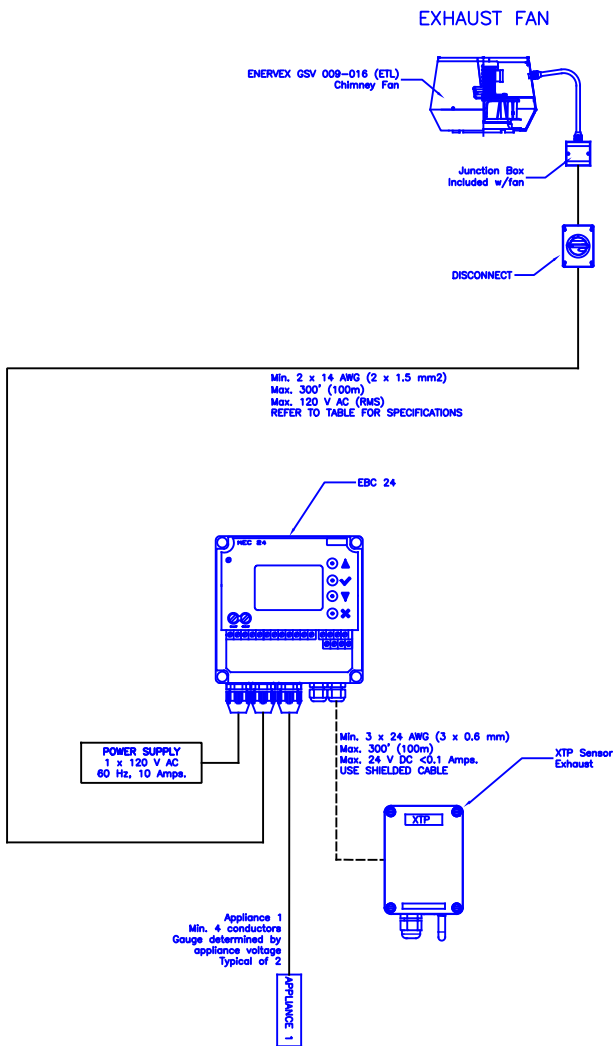 EXHAUST FAN
ENERVEX GSV 009-016 (ETL)
Chimney Fan
Junction Box
Included w/fan
DISCONNECT
Min. 2 x 14 AWG (2 x 1.5 mm2)
Max. 300' (100m)
Max. 120 V AC (RMS)
REFER TO TABLE FOR SPECIFICATIONS
EBC 24
MEC 24
POWER SUPPLY
1 x 120 V AC
60 Hz, 10 Amps.
Min. 3 x 24 AWG (3 x 0.6 mm)
Max. 300' (100m)
Max. 24 V DC <0.1 Amps.
USE SHIELDED CABLE
XTP Sensor
Exhaust
XTP
Appliance 1
Min. 4 conductors
Gauge determined by
appliance voltage
Typical of 2
APPLIANCE 1